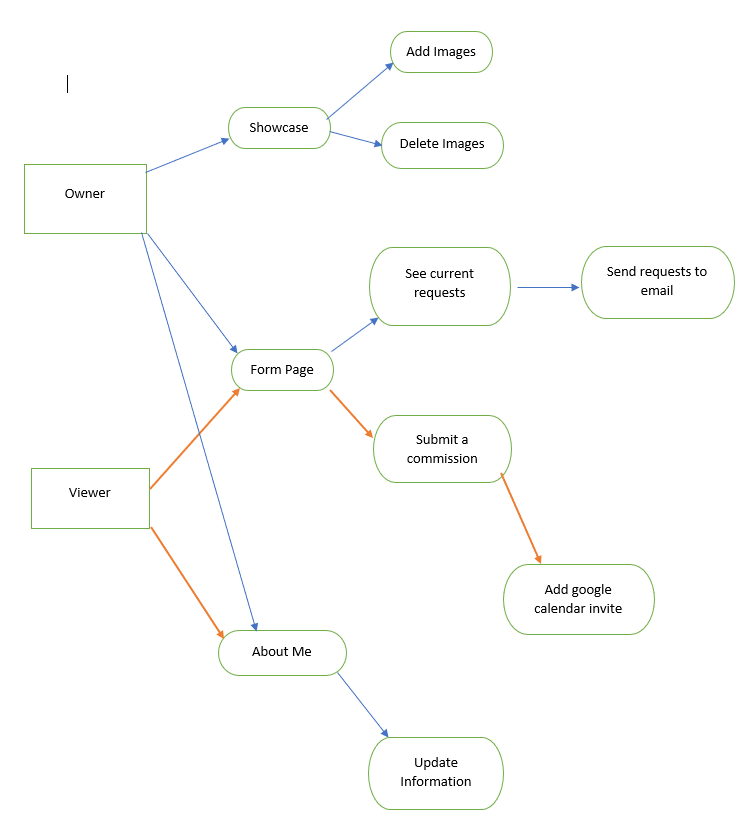 Add Images
Showcase
Delete Images
Owner
See current
requests
Send requests to
email
Form Page
Submit a
commission
Viewer
Add google
calendar invite
About Me
Update
Information